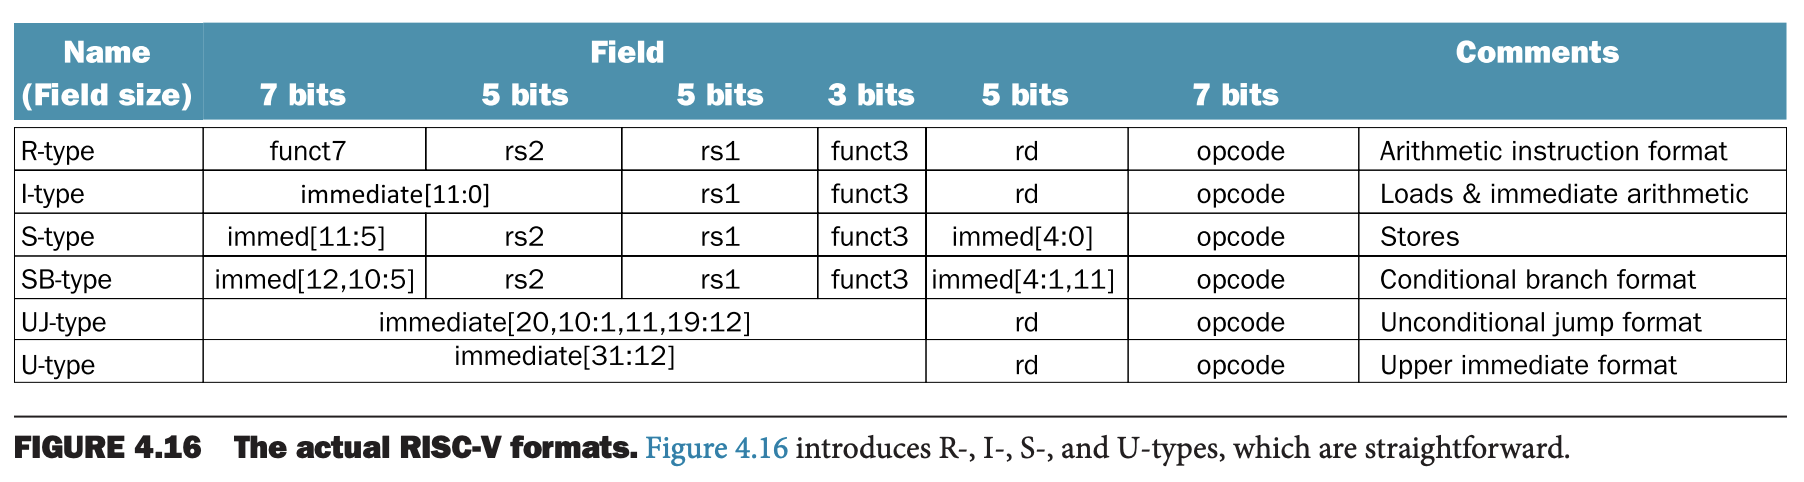 Name Field Comments
(Field size) 7 bits 5 bits 5 bits 3 bits 5 bits 7 bits
R-type funct7 rs2 rs1 funct3 rd opcode Arithmetic instruction format
I-type immediate[11:0] rs1 funct3 rd opcode Loads & immediate arithmetic
S-type immed[11:5] rs2 rs1 funct3 immed[4:0] opcode Stores
SB-type immed[12,10:5] rs2 rs1 funct3 immed[4:1,11] opcode Conditional branch format
UJ-type immediate[20,10:1,11,19:12] rd opcode Unconditional jump format
U-type immediate[31:12] rd opcode Upper immediate format
FIGURE 4.16 The actual RISC-V formats. Figure 4.16 introduces R-, I-, S-, and U-types, which are straightforward.